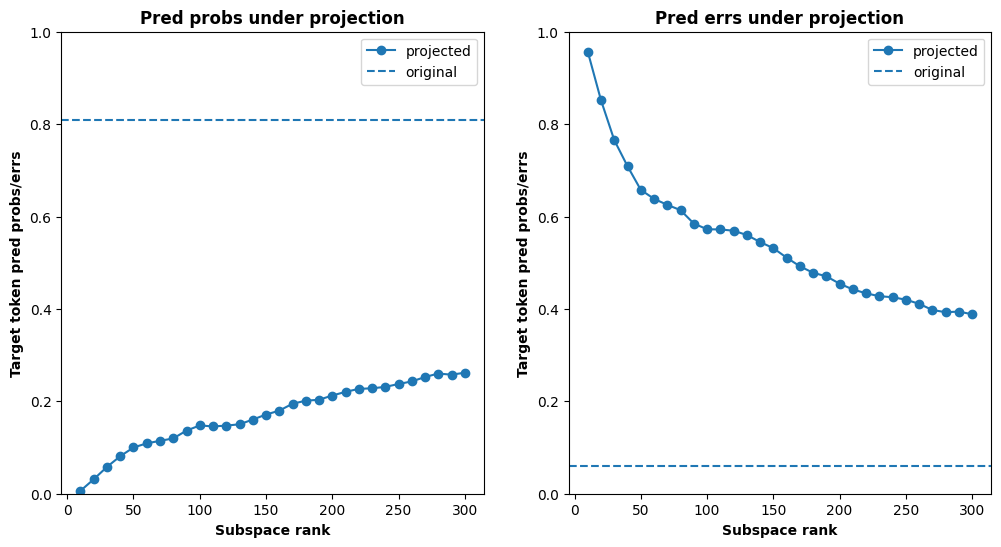 Pred probs under projection
Target token pred probs/errs
1.0
0.8
0.6
0.4
0.2
0.0
projected
original
0 50 100 150 200 250 300
Subspace rank
Pred errs under projection
Target token pred probs/errs
1.0
0.8
0.6
0.4
0.2
0.0
projected
original
0 50 100 150 200 250 300
Subspace rank